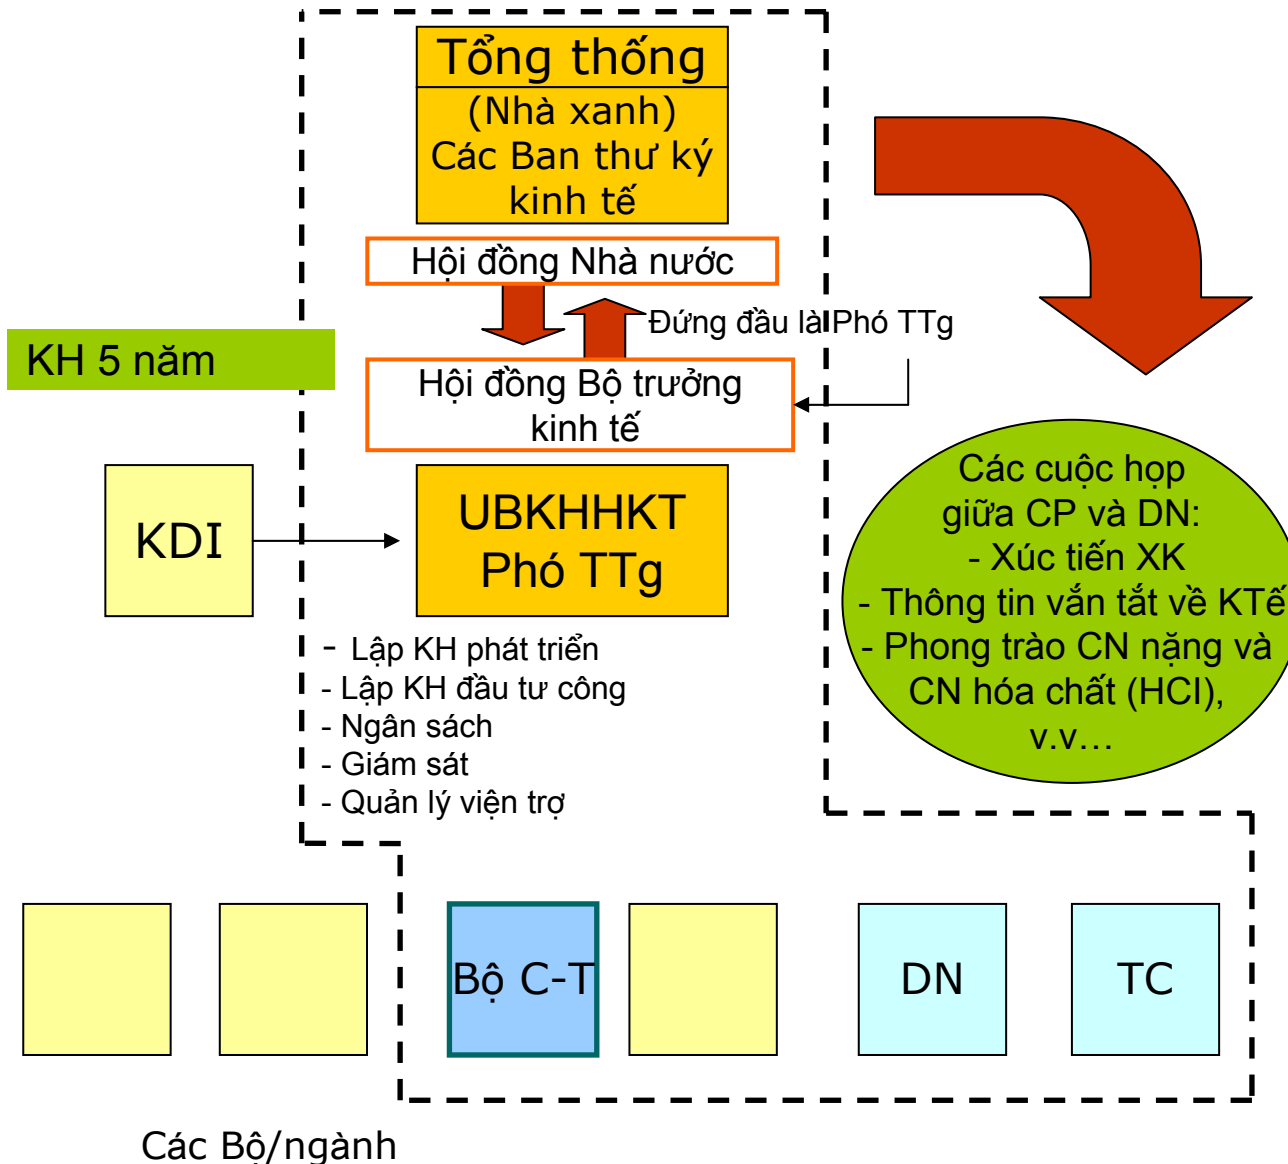 Tổng thống
(Nhà xanh)
Các Ban thư ký
kinh tế
Hội đồng Nhà nước
Đứng đầu là Phó TTg
KH 5 năm
Hội đồng Bộ trưởng
kinh tế
KDI
UBKHHKT
Phó TTg
Các cuộc họp
giữa CP và DN:
- Xúc tiến XK
- Thông tin vắn tắt về KTế
- Phong trào CN nặng và
CN hóa chất (HCI),
v.v...
- Lập KH phát triển
- Lập KH đầu tư công
- Ngân sách
- Giám sát
- Quản lý viện trợ
Bộ C-T
DN
TC
Các Bộ/ngành